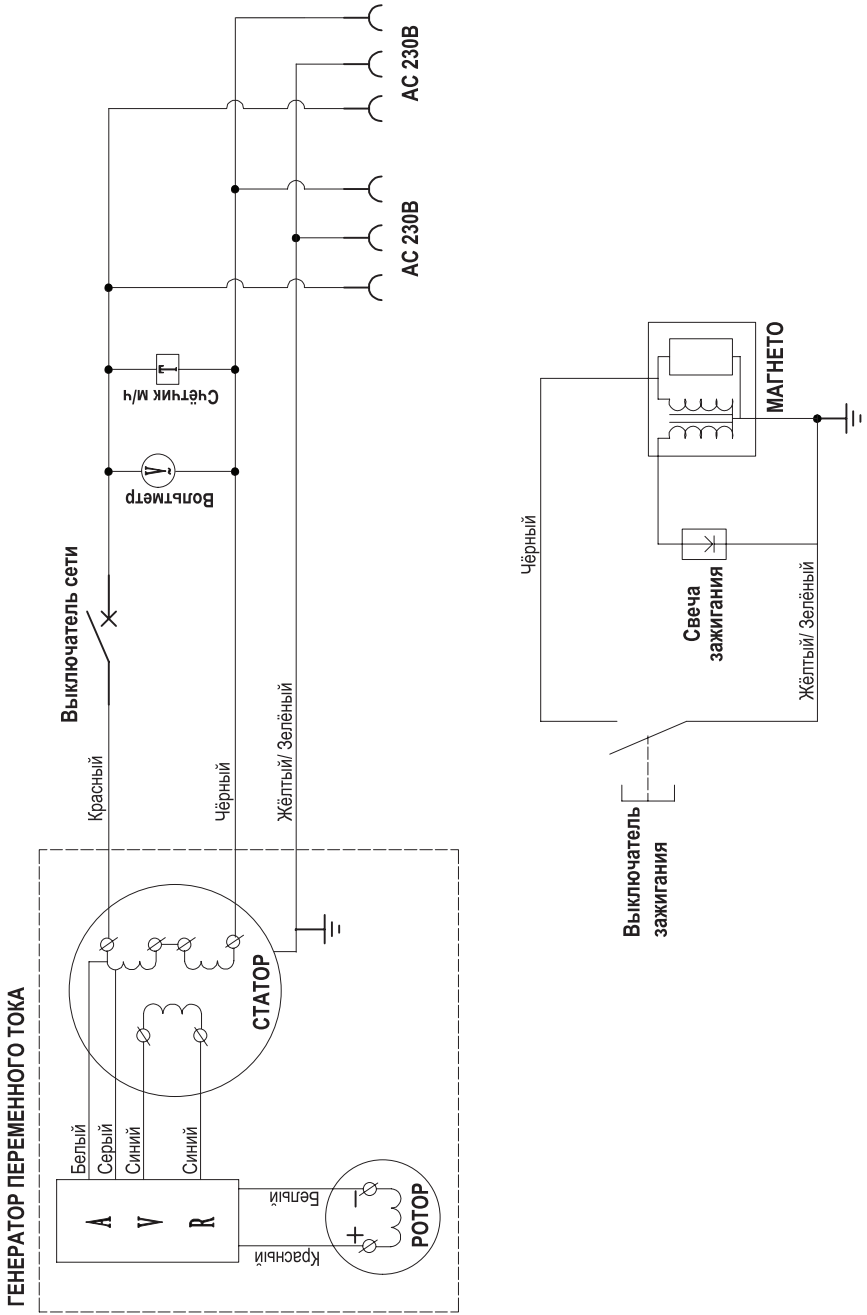 ГЕНЕРАТОР ПЕРЕМЕННОГО ТОКА
A
V
R
Белый
Серый
Синий
Синий
Красный
Белый
+
–
РОТОР
СТАТОР
Красный
Чёрный
Жёлтый/ Зелёный
Выключатель сети
V
~
Вольтметр
Счётчик м/ч
AC 230В
AC 230В
Выключатель
зажигания
Чёрный
Жёлтый/ Зелёный
Свеча
зажигания
МАГНЕТО